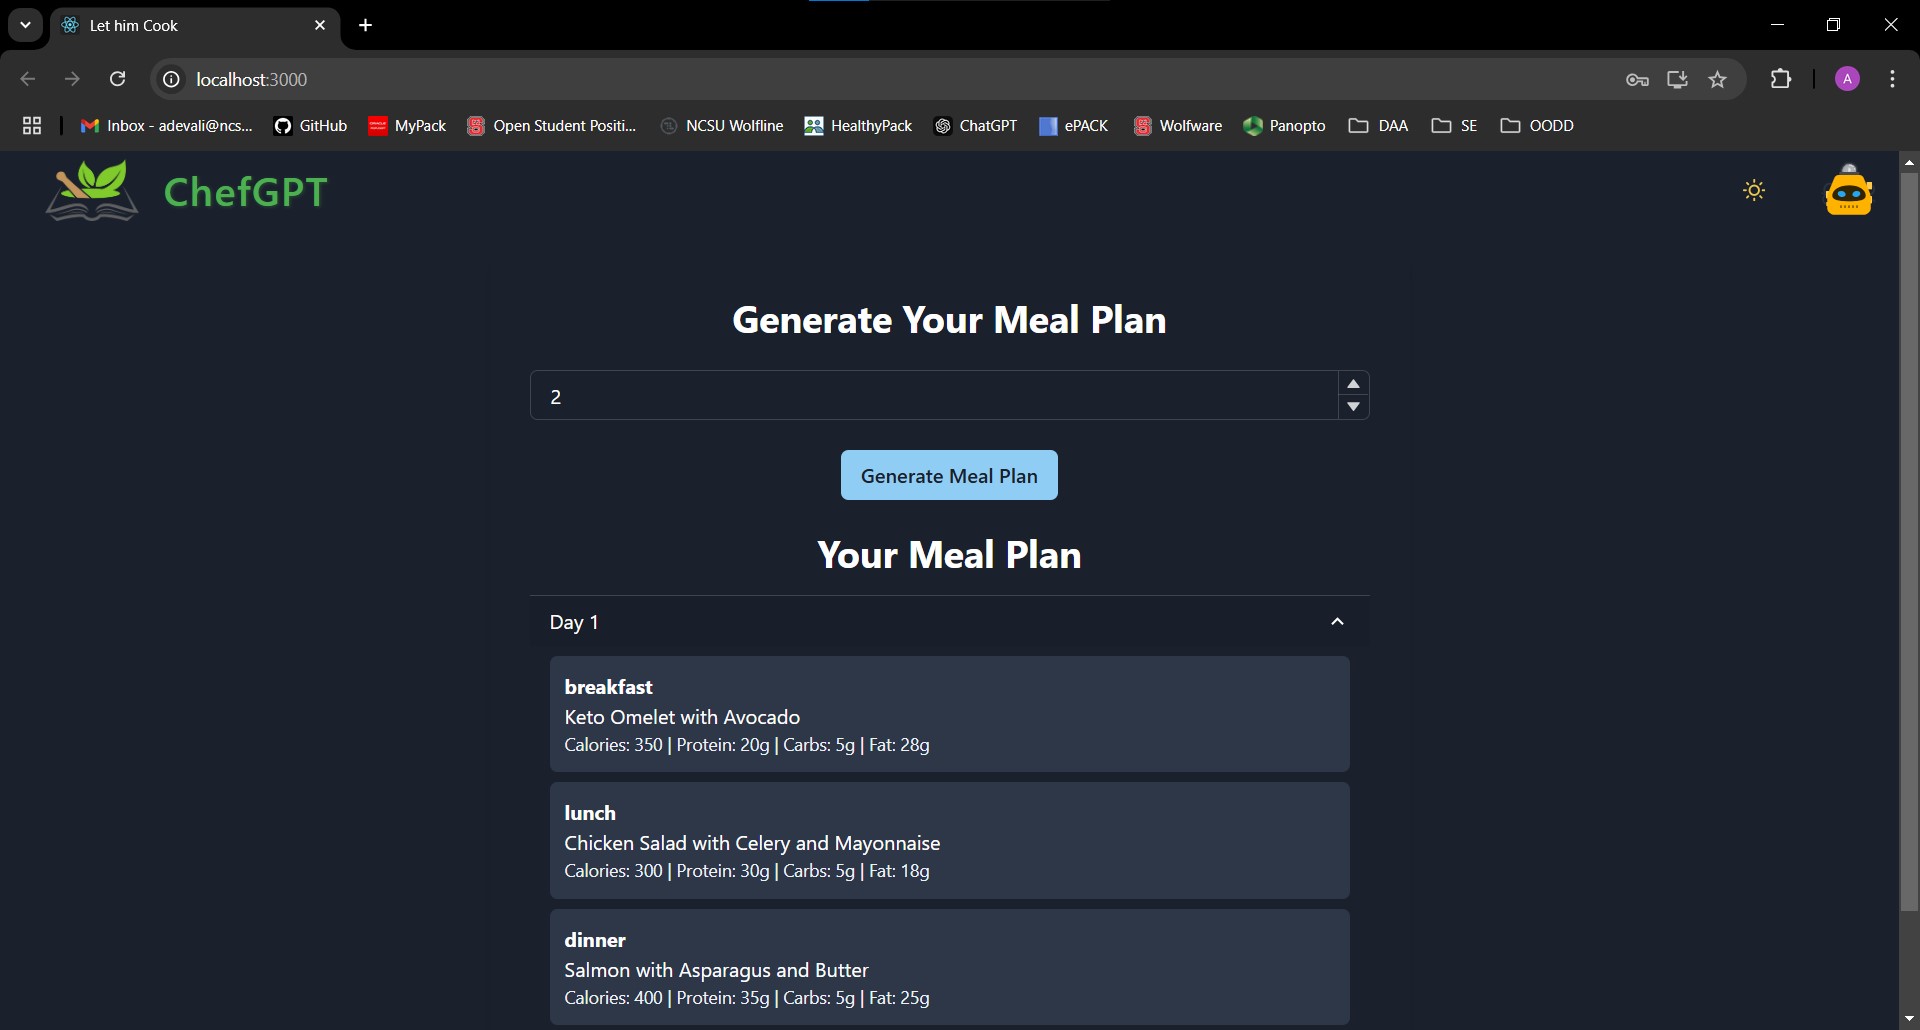 Let him Cook
localhost:3000
Inbox - adevali@ncs...
GitHub
MyPack
Open Student Positi...
NCSU Wolfline
HealthyPack
ChatGPT
ePACK
Wolfware
Panopto
DAA
SE
OODD
A
ChefGPT
Generate Your Meal Plan
2
Generate Meal Plan
Your Meal Plan
Day 1
breakfast
Keto Omelet with Avocado
Calories: 350 | Protein: 20g | Carbs: 5g | Fat: 28g
lunch
Chicken Salad with Celery and Mayonnaise
Calories: 300 | Protein: 30g | Carbs: 5g | Fat: 18g
dinner
Salmon with Asparagus and Butter
Calories: 400 | Protein: 35g | Carbs: 5g | Fat: 25g